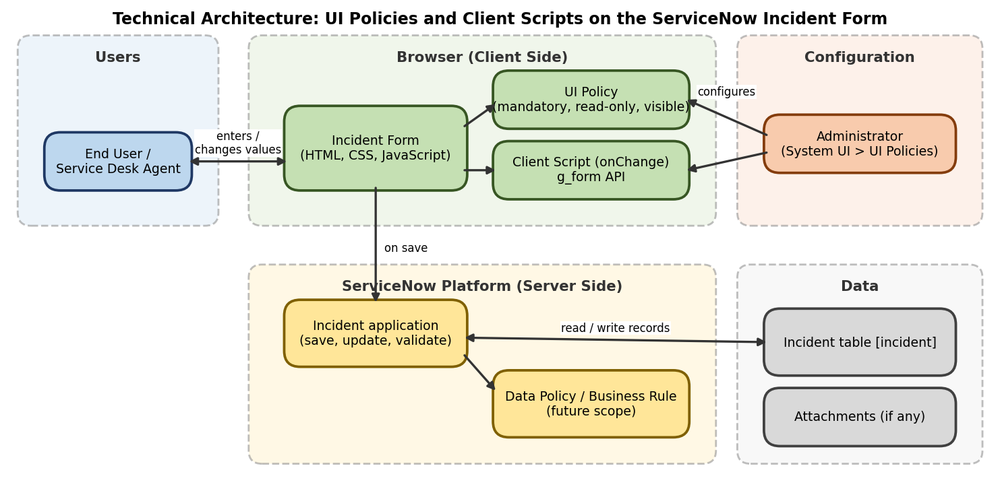 Technical Architecture: UI Policies and Client Scripts on the ServiceNow Incident Form
Users
End User /
Service Desk Agent
enters /
changes values
Browser (Client Side)
Incident Form
(HTML, CSS, JavaScript)
UI Policy
(mandatory, read-only, visible)
Client Script (onChange)
g_form API
configures
Configuration
Administrator
(System UI > UI Policies)
on save
ServiceNow Platform (Server Side)
Incident application
(save, update, validate)
read / write records
Data Policy / Business Rule
(future scope)
Data
Incident table [incident]
Attachments (if any)